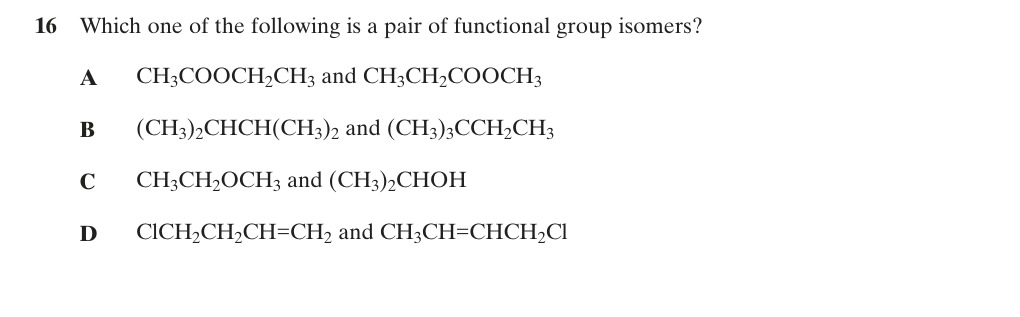 16 Which one of the following is a pair of functional group isomers?
A CH₃COOCH₂CH₃ and CH₃CH₂COOCH₃
B (CH₃)₂CHCH(CH₃)₂ and (CH₃)₃CCH₂CH₃
C CH₃CH₂OCH₃ and (CH₃)₂CHOH
D ClCH₂CH₂CH=CH₂ and CH₃CH=CHCH₂Cl